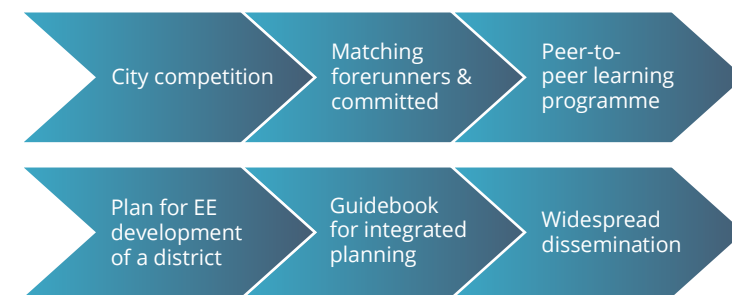 City competition
Matching
forerunners &
committed
Peer-to-
peer learning
programme
Plan for EE
development
of a district
Guidebook
for integrated
planning
Widespread
dissemination